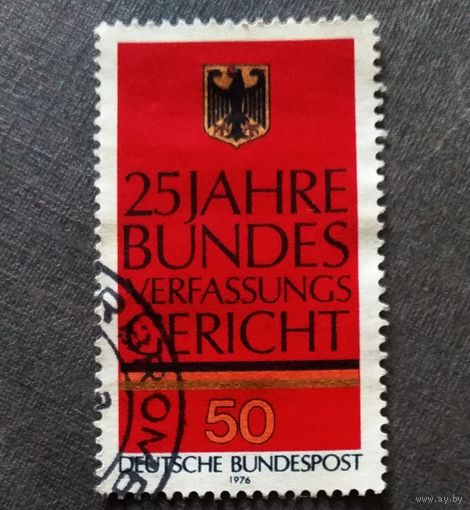 25 JAHRE
BUNDES
VERFASSUNGS
GERICHT
50
DEUTSCHE BUNDESPOST
1976
www.ay.by